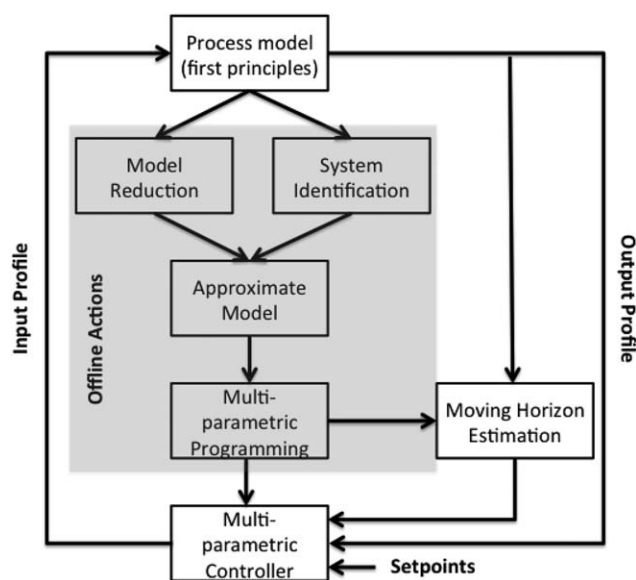 Process model
(first principles)
Model
Reduction
System
Identification
Approximate
Model
Multi-
parametric
Programming
Moving Horizon
Estimation
Multi-
parametric
Controller
Setpoints
Input Profile
Offline Actions
Output Profile